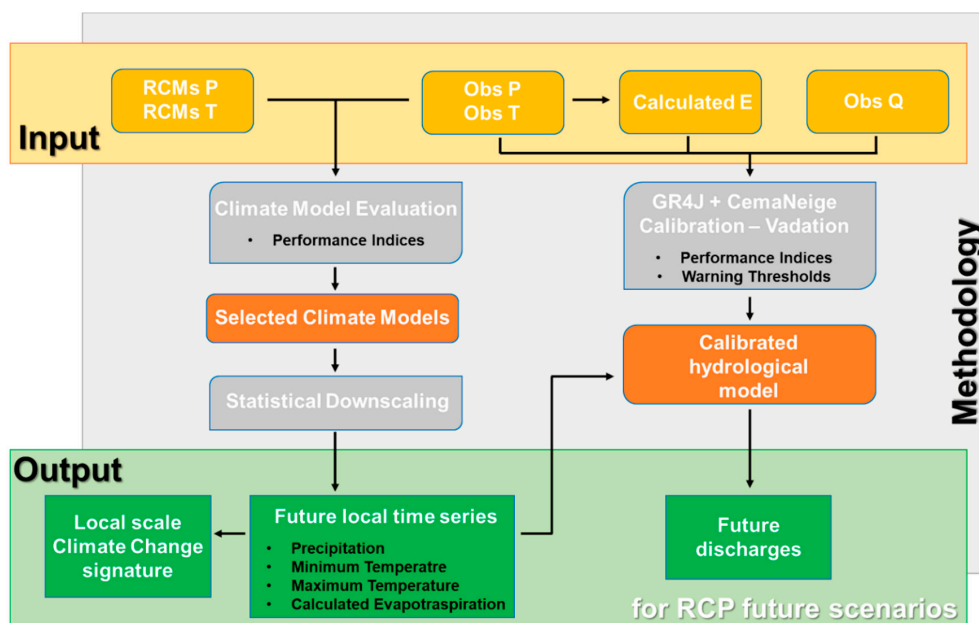 RCMs P
RCMs T
Obs P
Obs T
Calculated E
Obs Q
Input
Climate Model Evaluation
• Performance Indices
GR4J + CemaNeige
Calibration – Vadation
• Performance Indices
• Warning Thresholds
Selected Climate Models
Calibrated
hydrological
model
Statistical Downscaling
Methodology
Output
Local scale
Climate Change
signature
Future local time series
• Precipitation
• Minimum Temperatre
• Maximum Temperature
• Calculated Evapotraspiration
Future
discharges
for RCP future scenarios